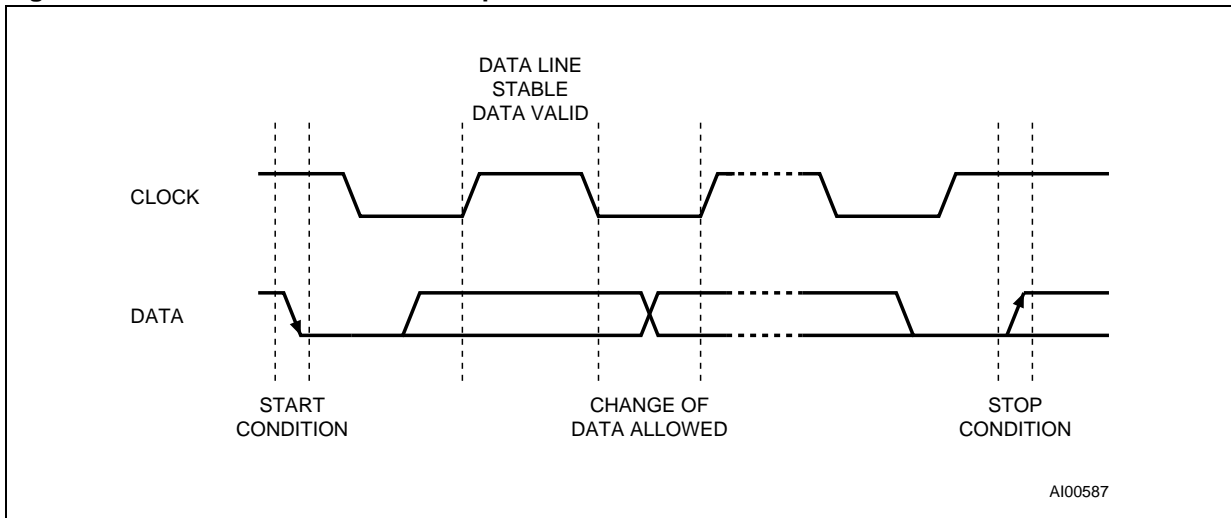 DATA LINE
STABLE
DATA VALID
CLOCK
DATA
START
CONDITION
CHANGE OF
DATA ALLOWED
STOP
CONDITION
AI00587